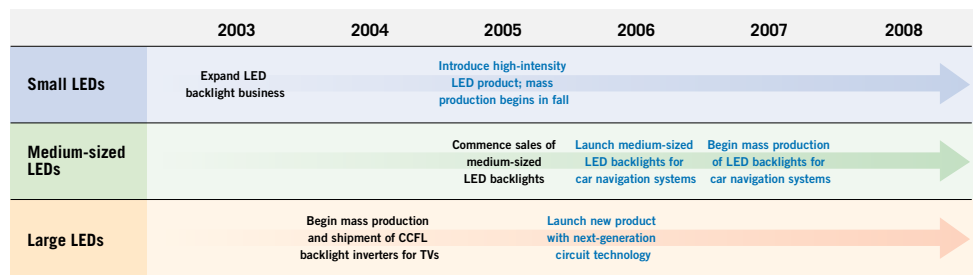 2003 2004 2005 2006 2007 2008
Small LEDs
Expand LED
backlight business
Introduce high-intensity
LED product; mass
production begins in fall
Medium-sized
LEDs
Commence sales of
medium-sized
LED backlights
Launch medium-sized
LED backlights for
car navigation systems
Begin mass production
of LED backlights for
car navigation systems
Large LEDs
Begin mass production
and shipment of CCFL
backlight inverters for TVs
Launch new product
with next-generation
circuit technology